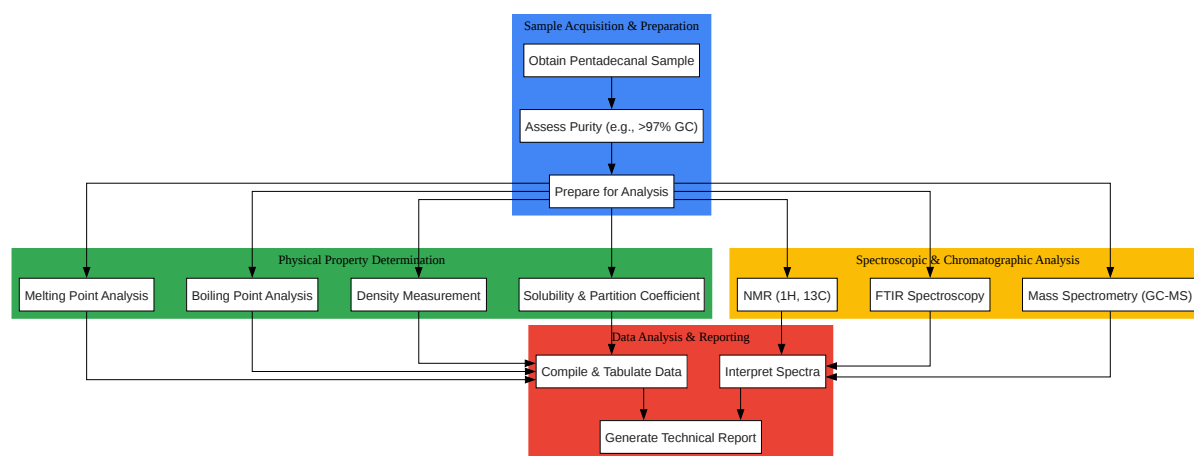 Sample Acquisition & Preparation
Obtain Pentadecanal Sample
Assess Purity (e.g., >97% GC)
Prepare for Analysis
Physical Property Determination
Melting Point Analysis
Boiling Point Analysis
Density Measurement
Solubility & Partition Coefficient
Spectroscopic & Chromatographic Analysis
NMR (1H, 13C)
FTIR Spectroscopy
Mass Spectrometry (GC-MS)
Data Analysis & Reporting
Compile & Tabulate Data
Interpret Spectra
Generate Technical Report